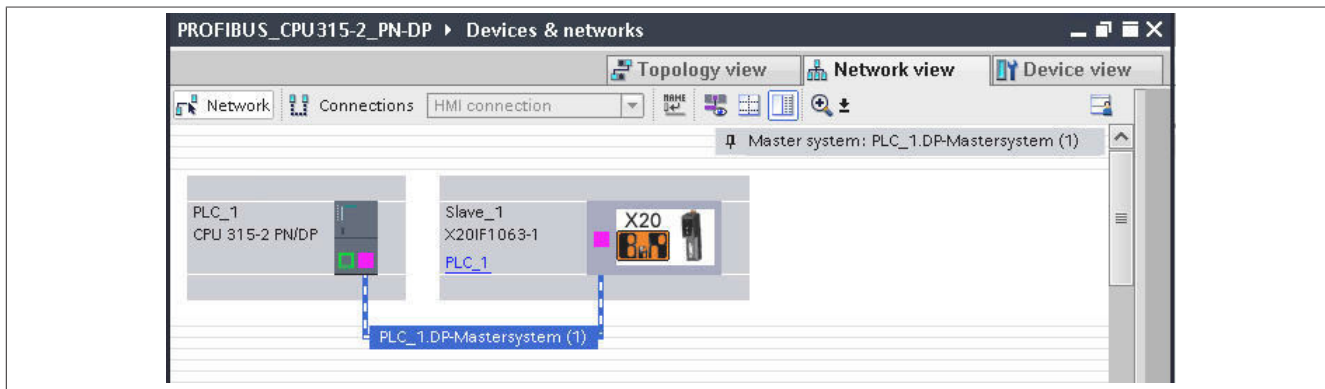 PROFIBUS_CPU315-2_PN-DP ▸ Devices & networks
Topology view Network view Device view
Network Connections HMI connection
Master system: PLC_1.DP-Mastersystem (1)
PLC_1
CPU 315-2 PN/DP
Slave_1
X20IF1063-1
PLC_1
X20
B&R
PLC_1.DP-Mastersystem (1)